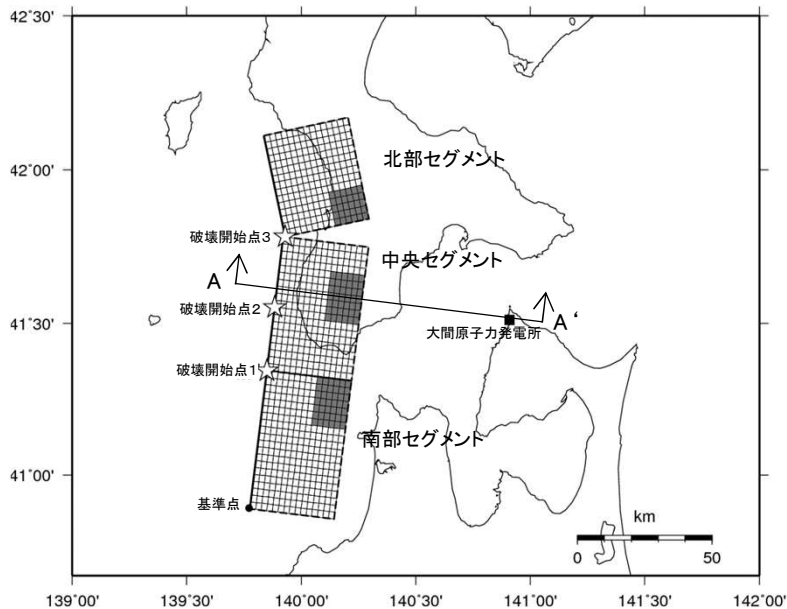 42˚30'
42˚00'
41˚30'
41˚00'
北部セグメント
破壊開始点3
中央セグメント
A
破壊開始点2
A‘
大間原子力発電所
破壊開始点1
南部セグメント
基準点
km
0 50
139˚00' 139˚30' 140˚00' 140˚30' 141˚00' 141˚30' 142˚00'